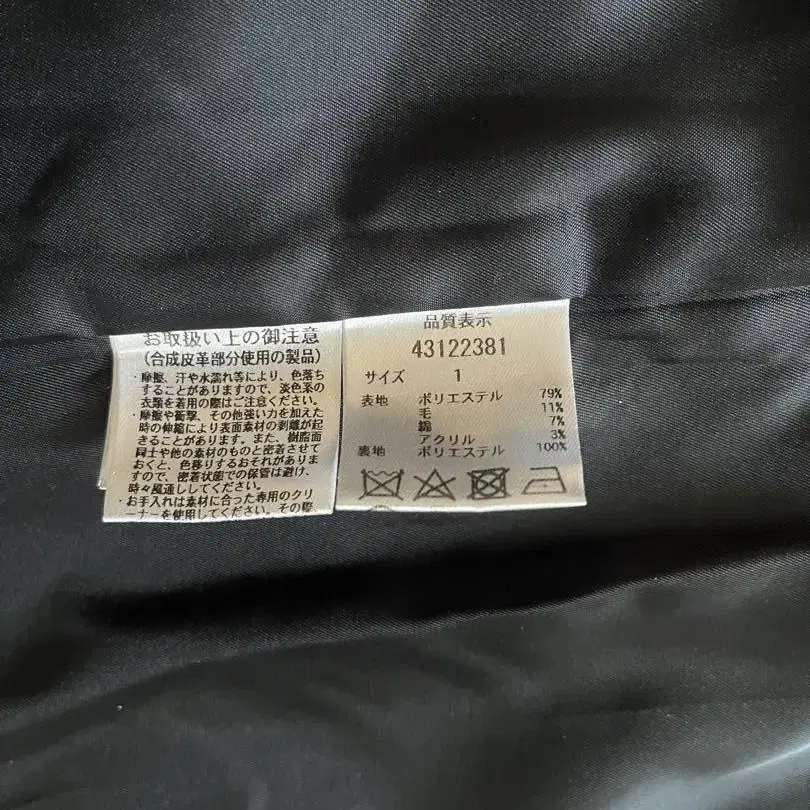 お取扱い上の御注意
（合成皮革部分使用の製品）
・摩擦、汗や水濡れ等により、色落ち
することがありますので、淡色系の
衣類を着用の際はご注意ください。
・摩擦や衝撃、その他強い力を加えた
時の伸縮により表面素材の剥離が起
きることがあります。また、樹脂面
同士や他の素材のものと密着させて
おくと、色移りするおそれがありま
すので、密着状態での保管は避け、
時々風通ししてください。
・お手入れは素材に合った専用のクリ
ーナーを使用してください。その際
品質表示
43122381
サイズ 1
表地 ポリエステル 79%
毛 11%
綿 7%
アクリル 3%
裏地 ポリエステル 100%